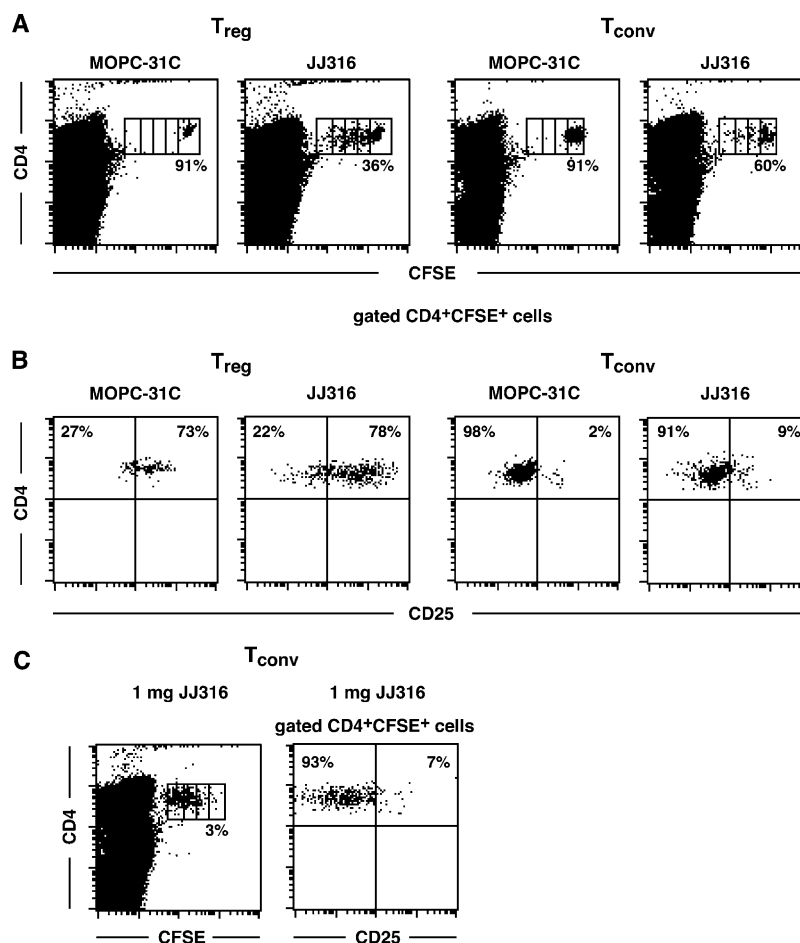 A
Treg
Tconv
MOPC-31C
JJ316
MOPC-31C
JJ316
CD4
91%
36%
91%
60%
CFSE
gated CD4+CFSE+ cells
B
Treg
Tconv
MOPC-31C
JJ316
MOPC-31C
JJ316
27%
73%
22%
78%
98%
2%
91%
9%
CD4
CD25
C
Tconv
1 mg JJ316
1 mg JJ316
gated CD4+CFSE+ cells
93%
7%
CD4
3%
CFSE
CD25